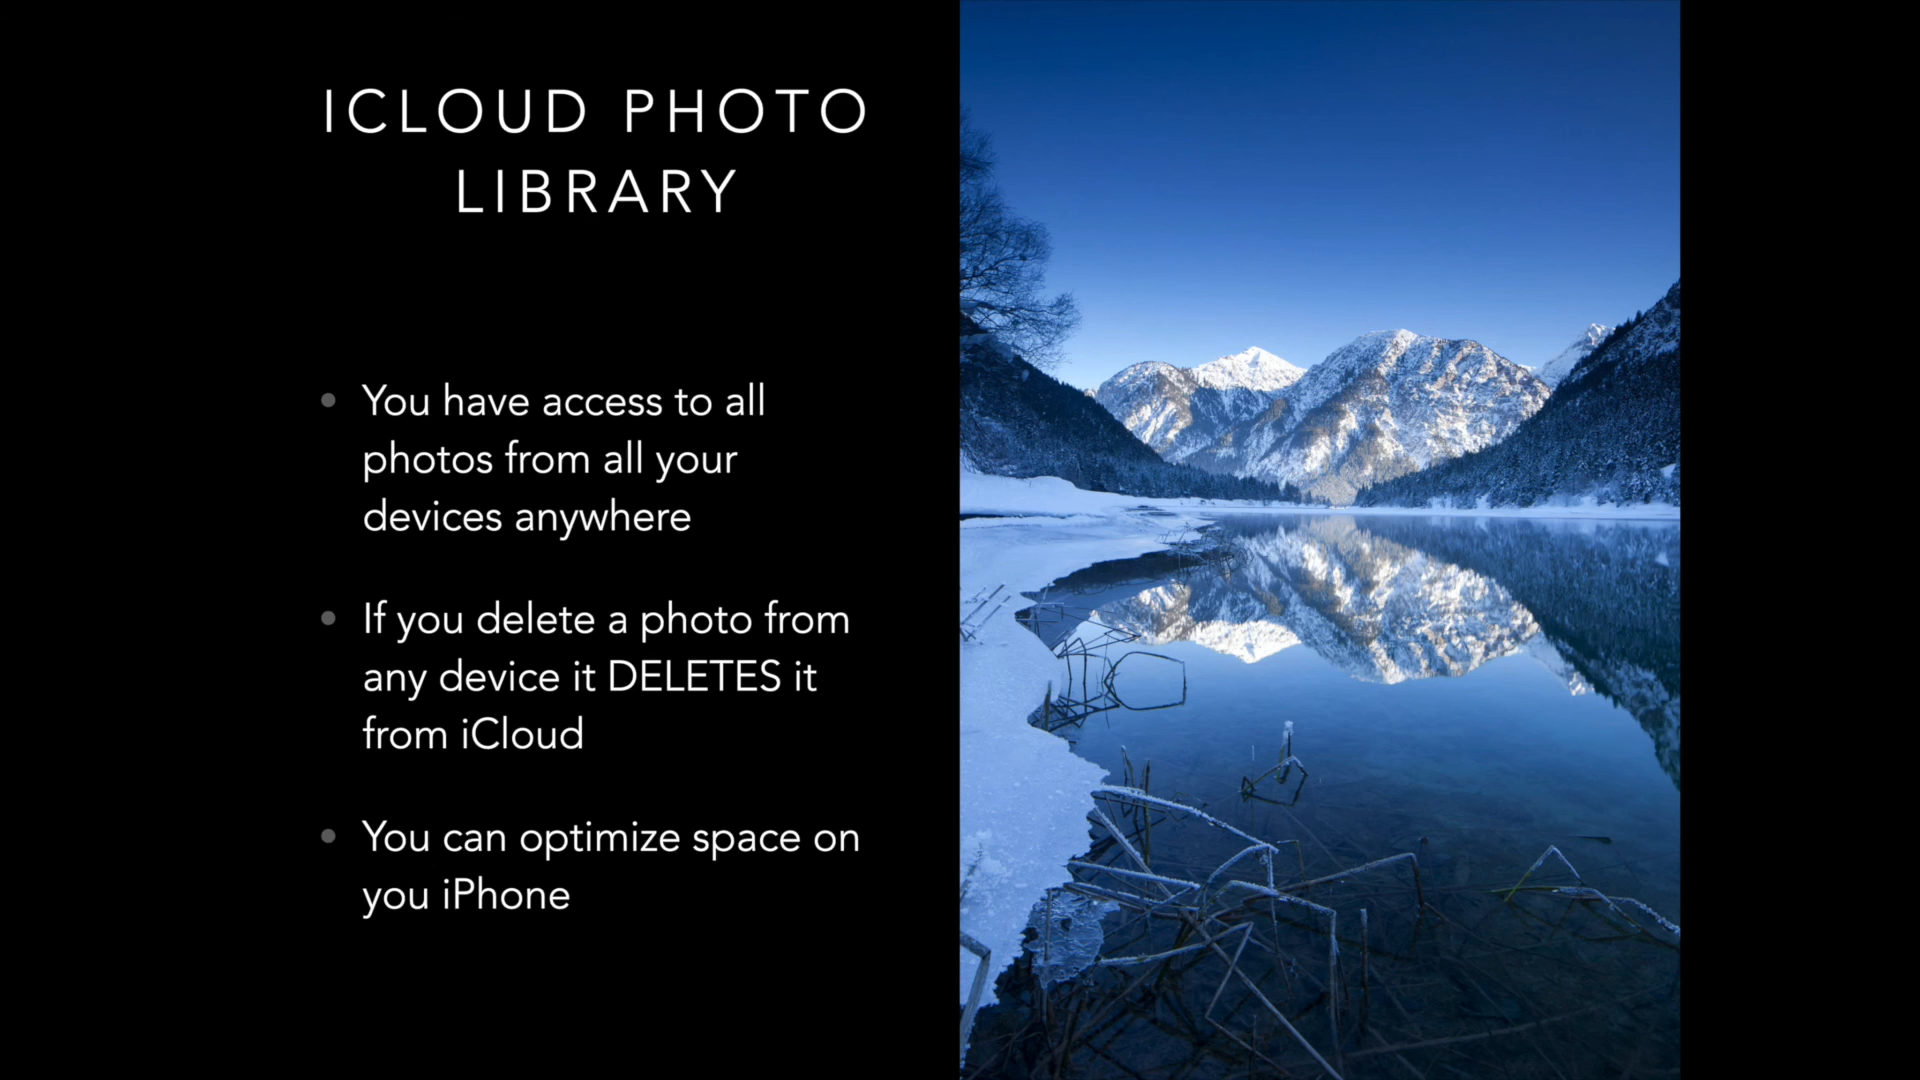 ICLOUD PHOTO
LIBRARY
• You have access to all
photos from all your
devices anywhere
• If you delete a photo from
any device it DELETES it
from iCloud
• You can optimize space on
you iPhone